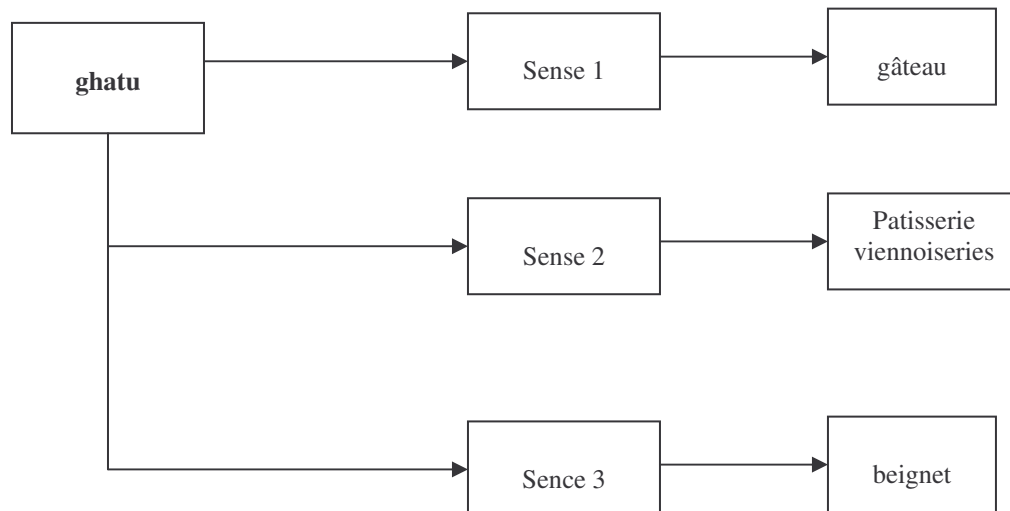 ghatu
Sense 1
gâteau
Sense 2
Patisserie
viennoiseries
Sence 3
beignet